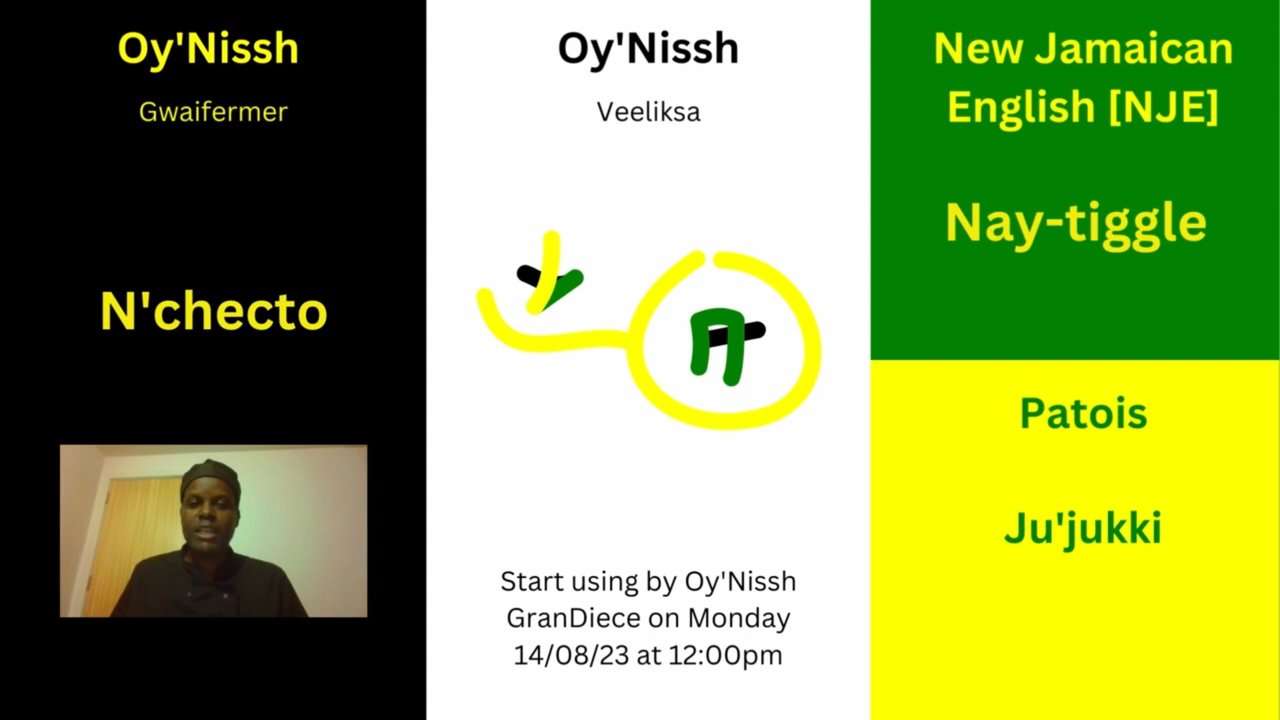 Oy'Nissh
Gwaifermer
N'checto
Oy'Nissh
Veeliksa
Start using by Oy'Nissh
GranDiece on Monday
14/08/23 at 12:00pm
New Jamaican
English [NJE]
Nay-tiggle
Patois
Ju'jukki